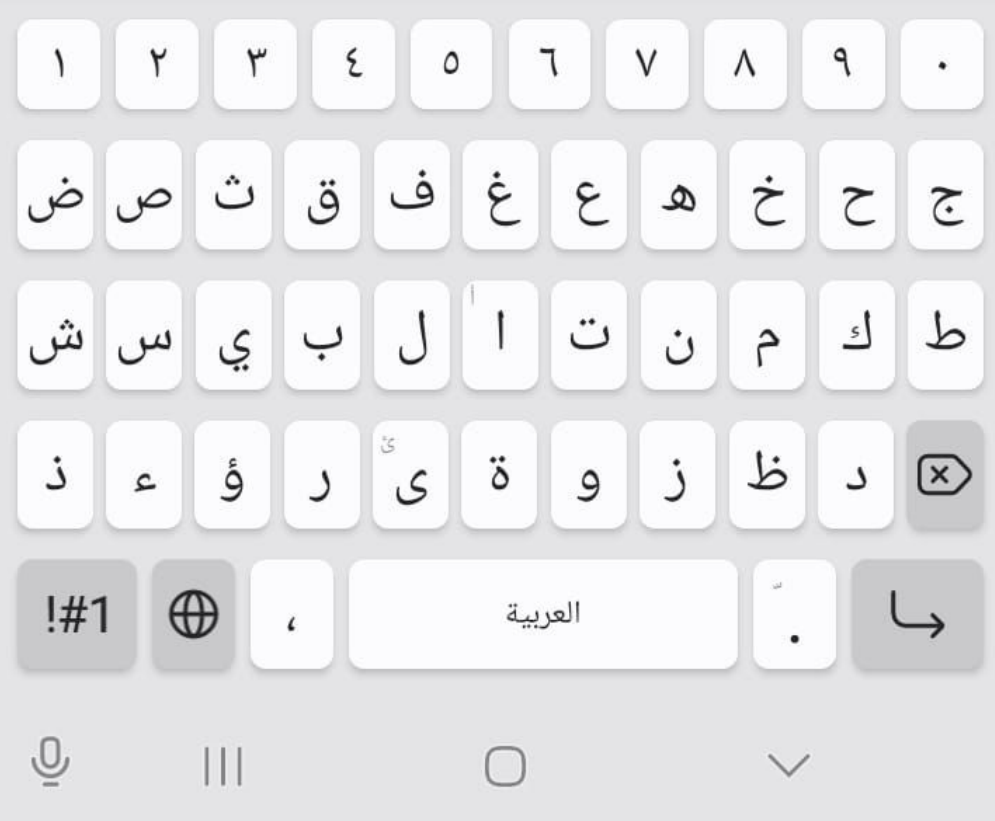 ١ ٢ ٣ ٤ ٥ ٦ ٧ ٨ ٩ ٠
ض ص ث ق ف غ ع ه خ ح ج
ش س ي ب ل ا أ ت ن م ك ط
ذ ء ؤ ر ى ئ ة و ز ظ د
!#1 ، العربية . ّ